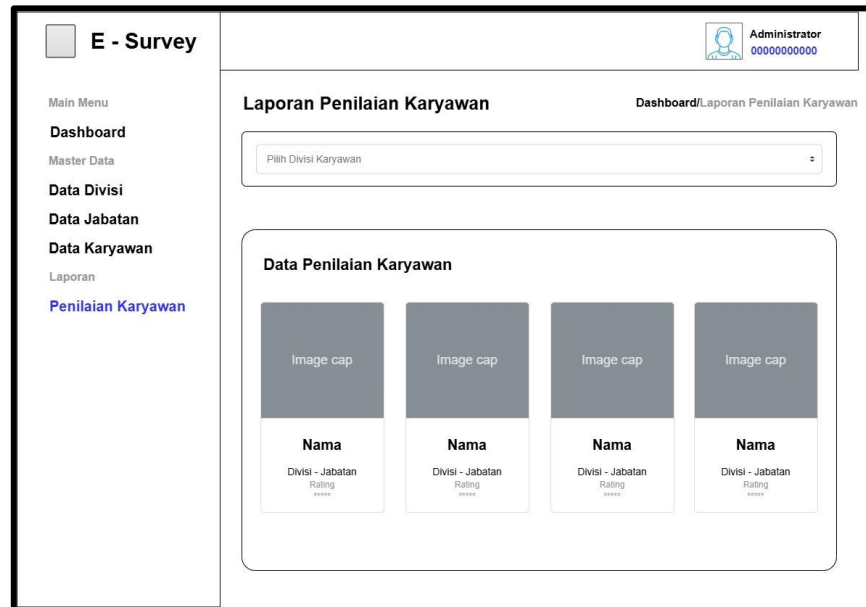 E - Survey
Administrator
00000000000
Main Menu
Dashboard
Master Data
Data Divisi
Data Jabatan
Data Karyawan
Laporan
Penilaian Karyawan
Laporan Penilaian Karyawan
Dashboard/Laporan Penilaian Karyawan
Pilih Divisi Karyawan
Data Penilaian Karyawan
Image cap
Nama
Divisi - Jabatan
Rating
*****
Image cap
Nama
Divisi - Jabatan
Rating
*****
Image cap
Nama
Divisi - Jabatan
Rating
*****
Image cap
Nama
Divisi - Jabatan
Rating
*****